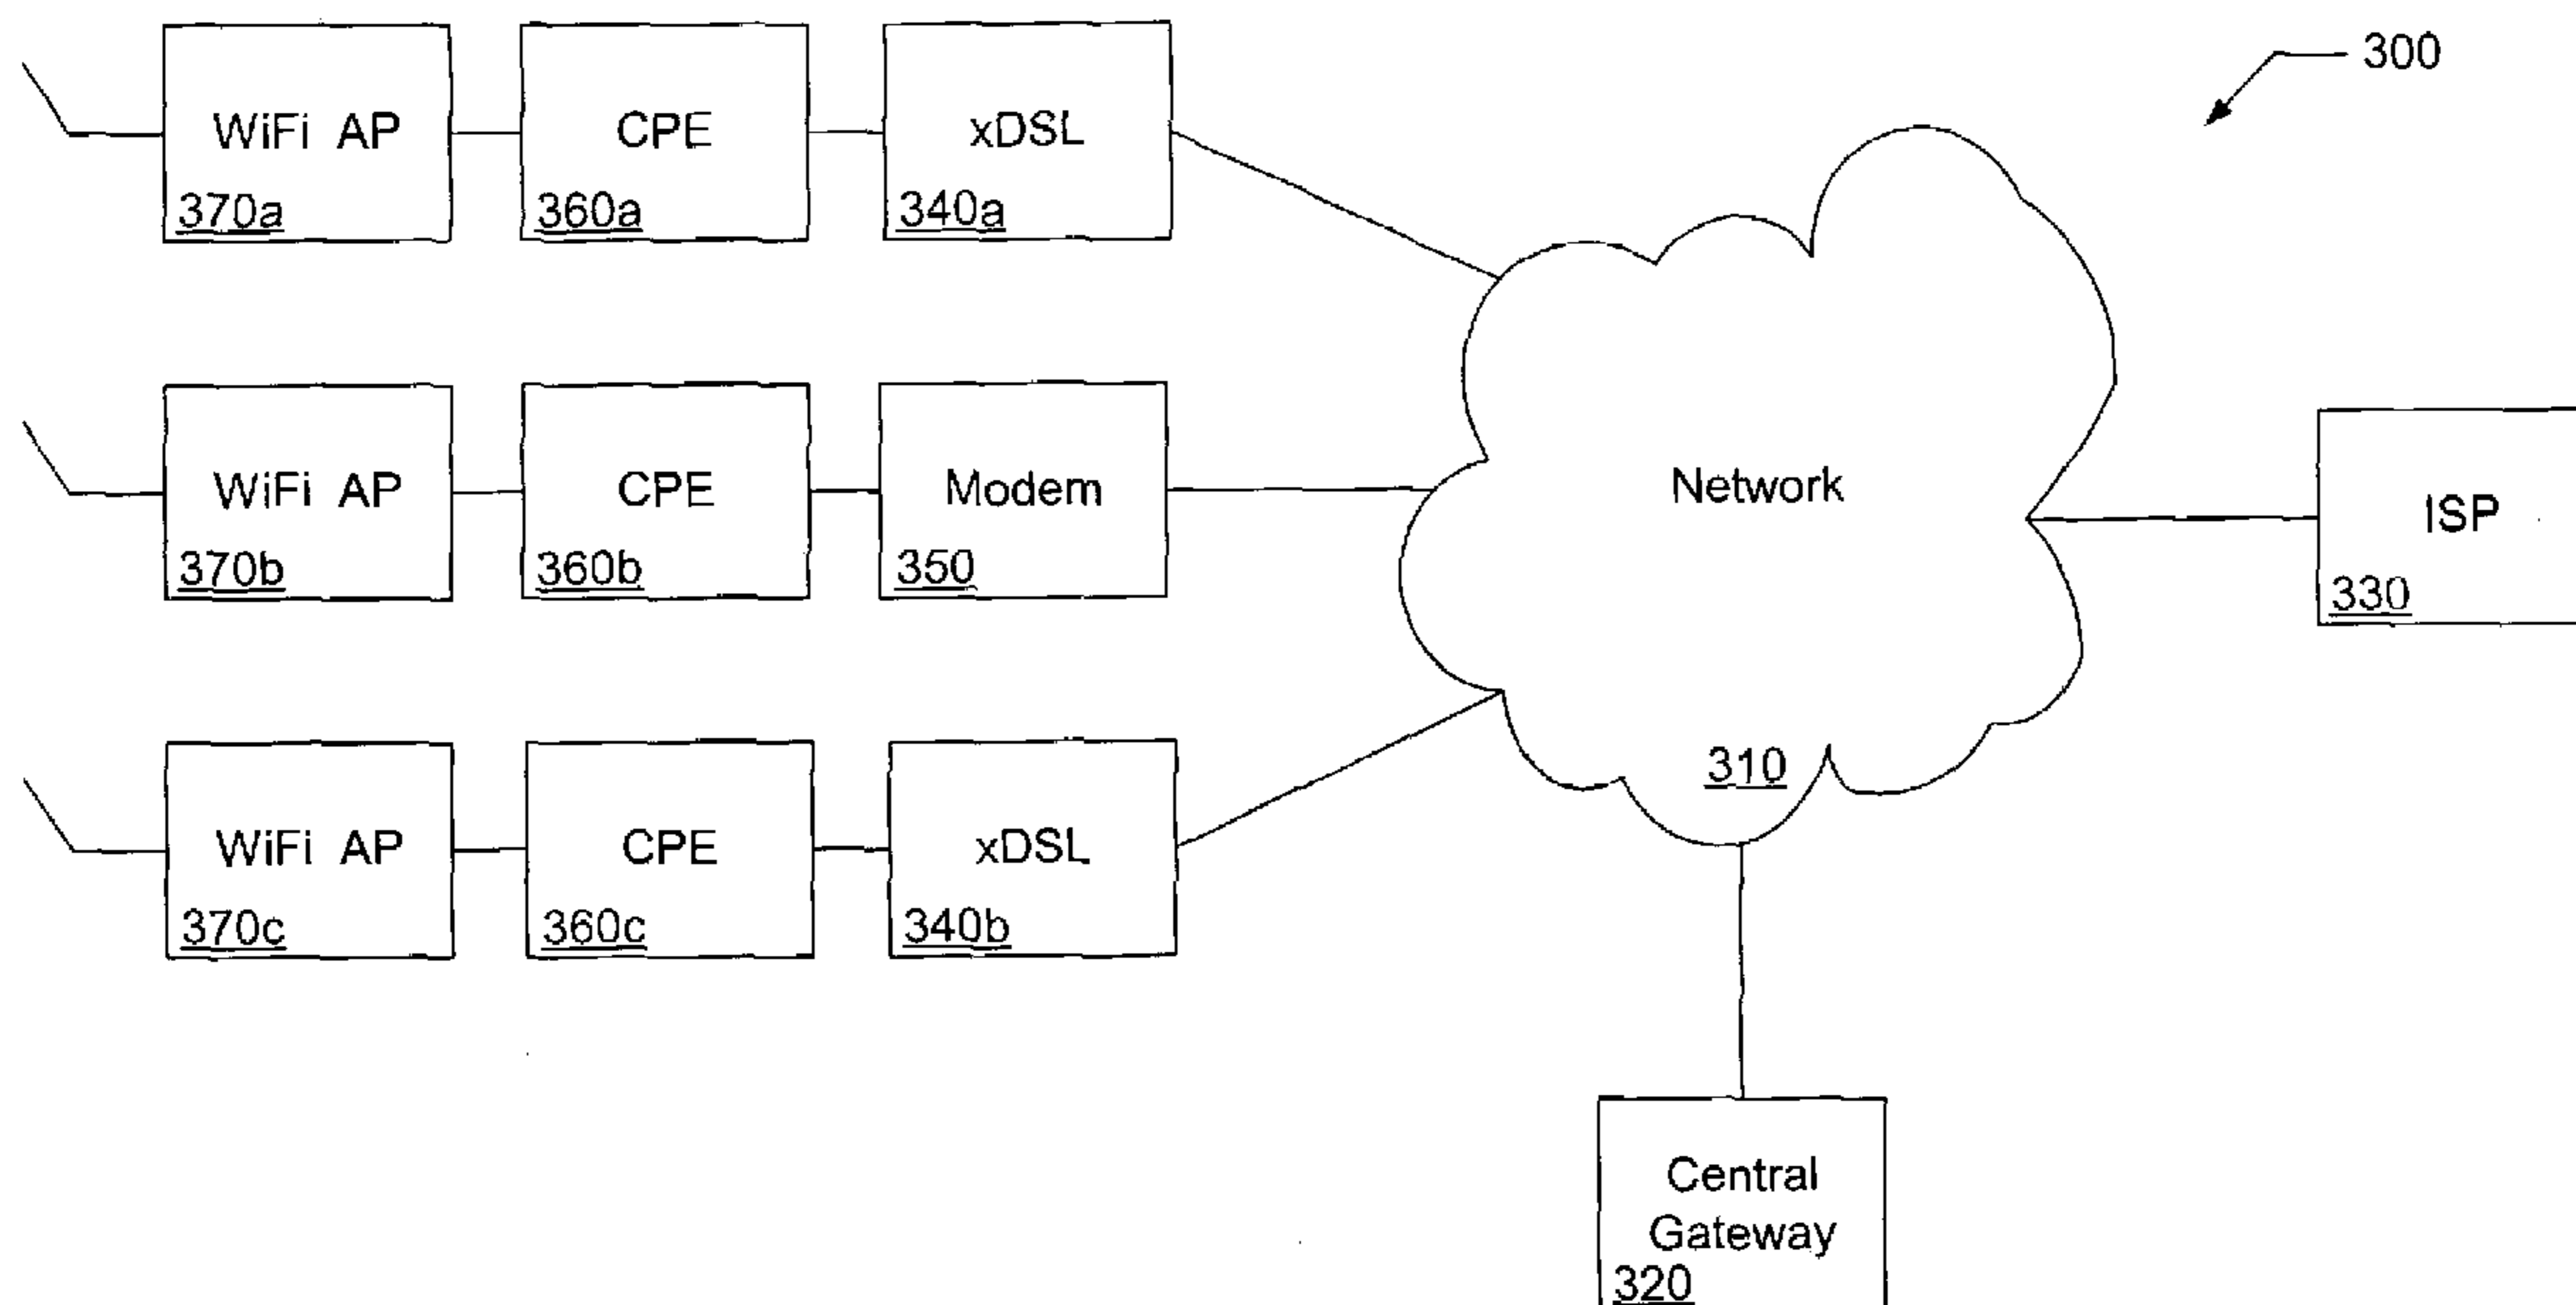 300
WiFi AP
370a
CPE
360a
xDSL
340a
WiFi AP
370b
CPE
360b
Modem
350
Network
310
ISP
330
WiFi AP
370c
CPE
360c
xDSL
340b
Central
Gateway
320